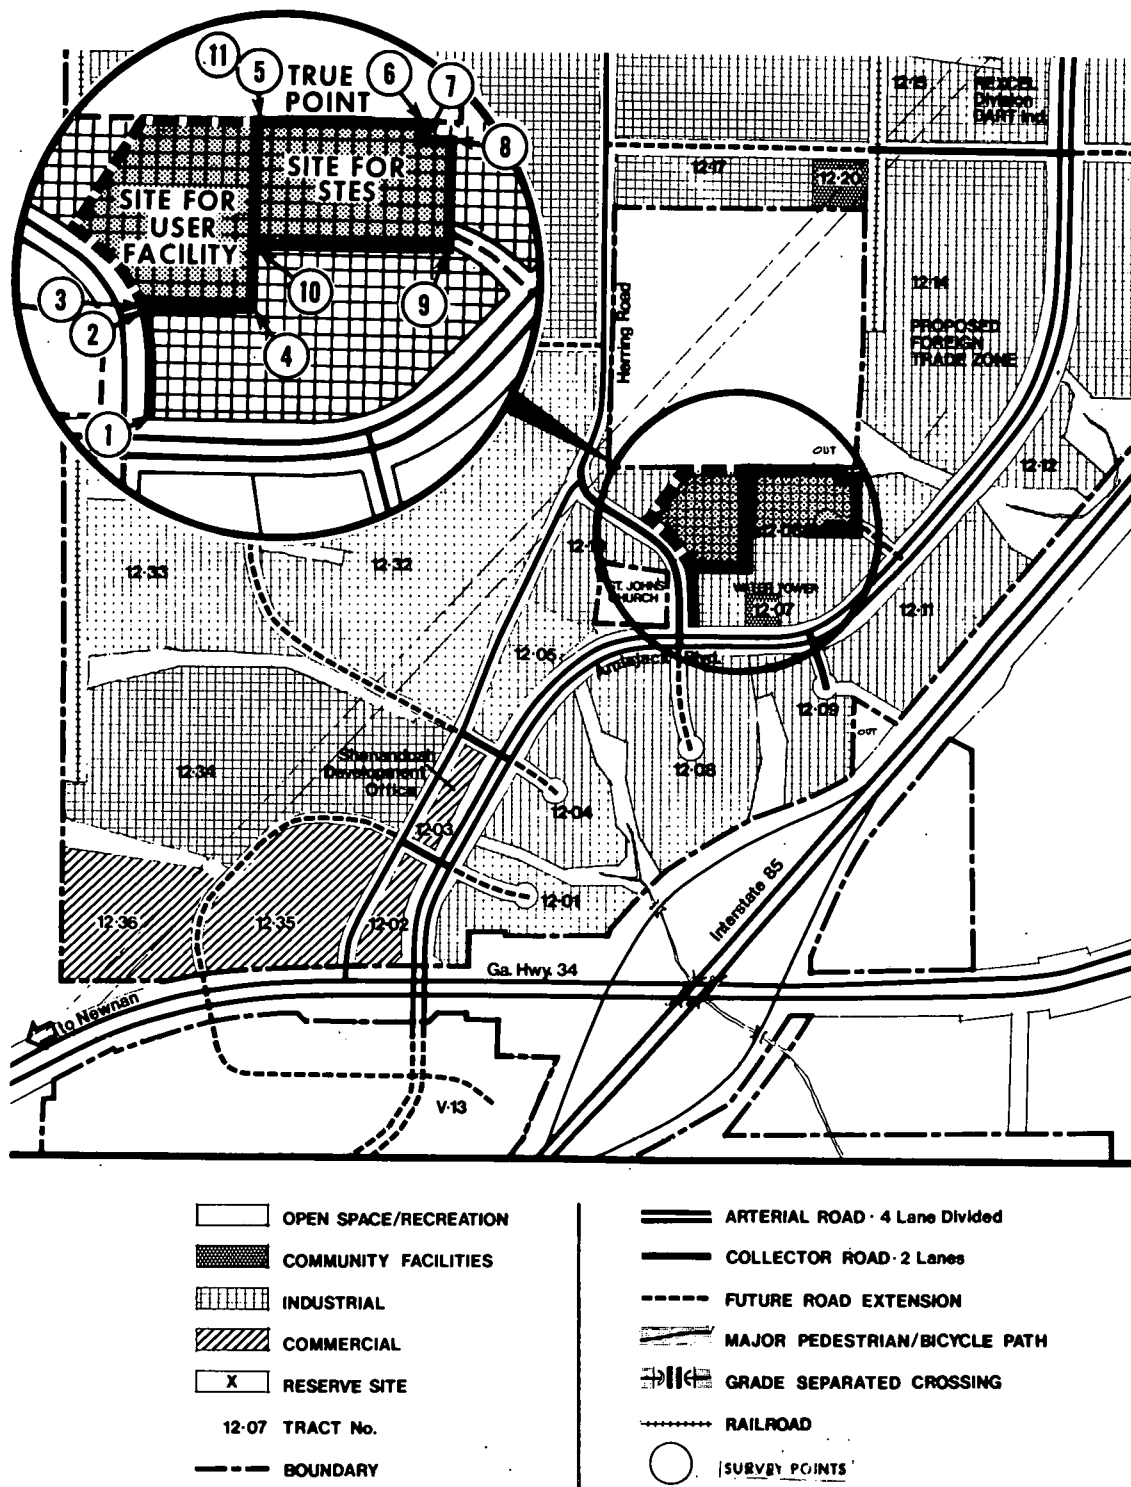 11
5
6
7
TRUE
POINT
8
SITE FOR
STES
SITE FOR
USER
FACILITY
3
2
10
9
4
1
12-15
REXCEL
Division
DART Ind.
12-17
12-20
Herring Road
12-14
PROPOSED
FOREIGN
TRADE ZONE
OUT
12-12
12-33
12-32
ST. JOHNS
CHURCH
WATER TOWER
12-07
12-11
12-05
Blvd.
12-09
OUT
12-08
12-34
Shenandoah
Development
Office
12-04
12-03
12-01
12-36
12-35
12-02
Interstate 85
Ga. Hwy. 34
to Newnan
V-13
OPEN SPACE/RECREATION
COMMUNITY FACILITIES
INDUSTRIAL
COMMERCIAL
X RESERVE SITE
12-07 TRACT No.
BOUNDARY
ARTERIAL ROAD · 4 Lane Divided
COLLECTOR ROAD · 2 Lanes
FUTURE ROAD EXTENSION
MAJOR PEDESTRIAN/BICYCLE PATH
GRADE SEPARATED CROSSING
RAILROAD
SURVEY POINTS